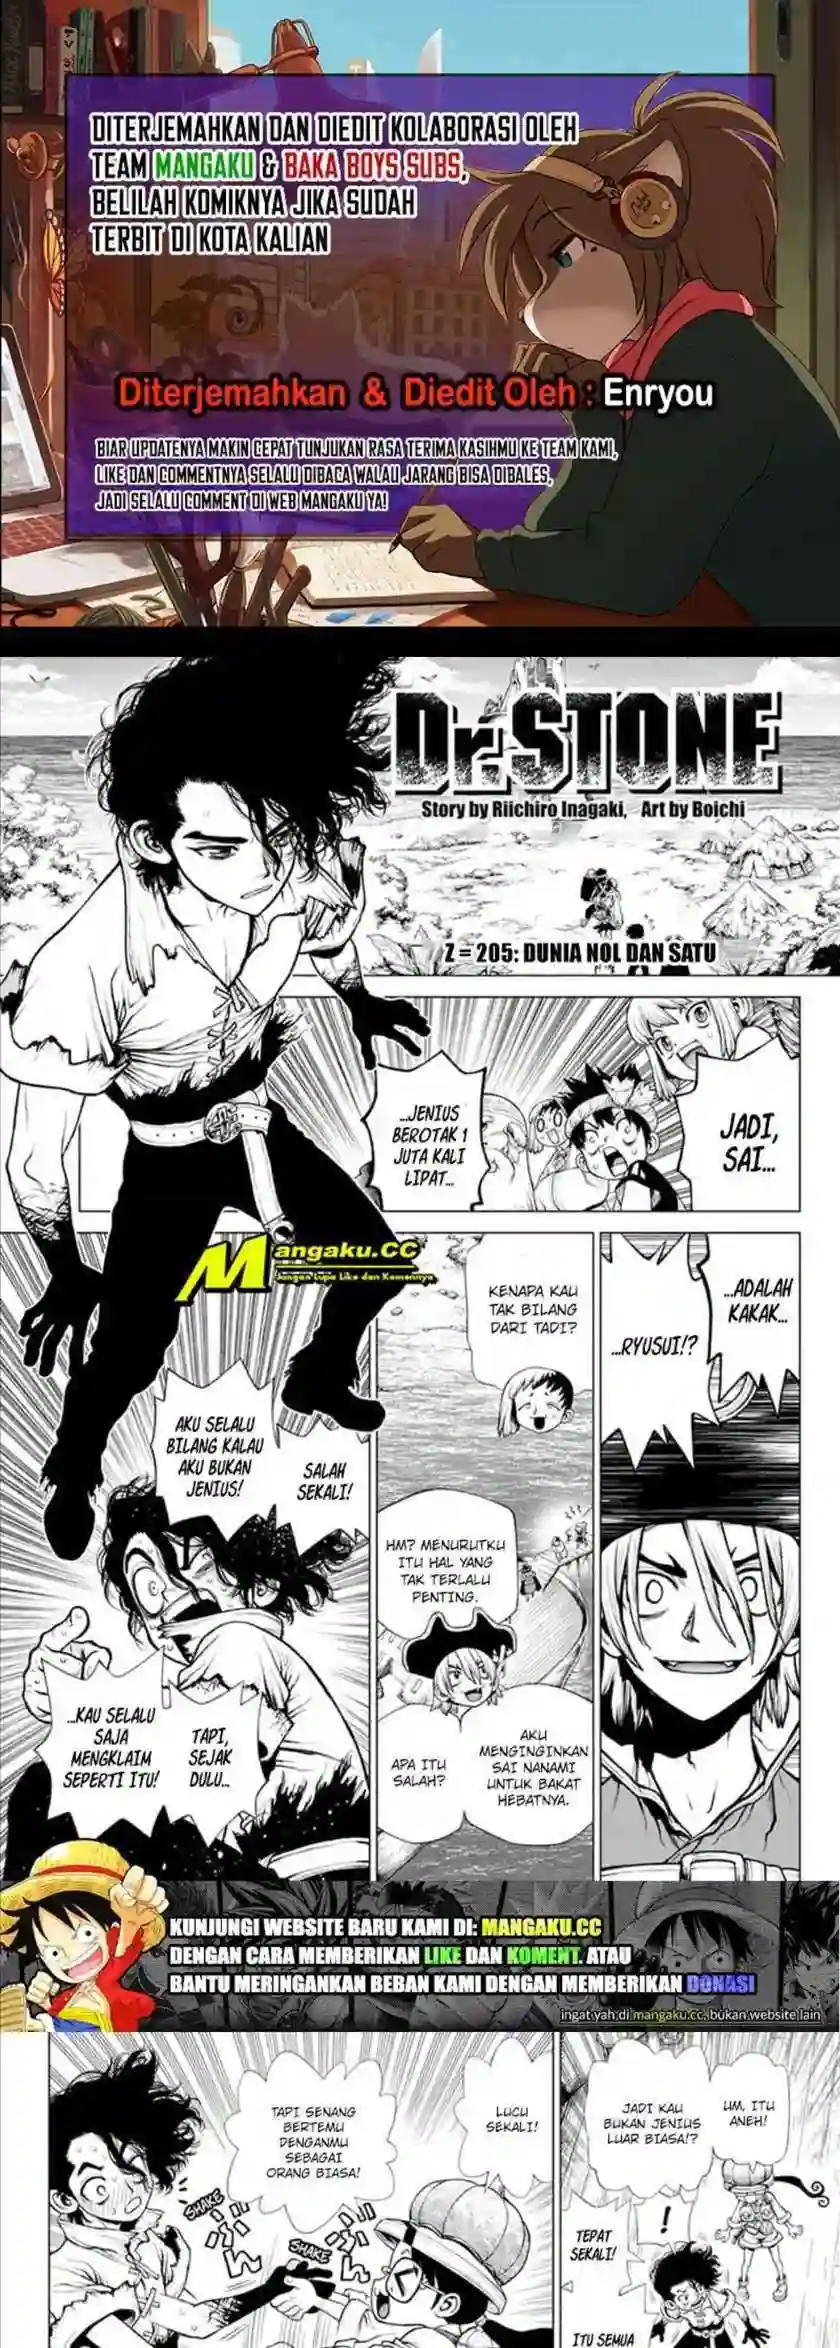 DITERJEMAHKAN DAN DIEDIT KOLABORASI OLEH
TEAM MANGAKU & BAKA BOYS SUBS,
BELILAH KOMIKNYA JIKA SUDAH
TERBIT DI KOTA KALIAN
Diterjemahkan & Diedit Oleh : Enryou
BIAR UPDATENYA MAKIN CEPAT TUNJUKAN RASA TERIMA KASIHMU KE TEAM KAMI,
LIKE DAN COMMENTNYA SELALU DIBACA WALAU JARANG BISA DIBALES,
JADI SELALU COMMENT DI WEB MANGAKU YA!
Dr.STONE
Story by Riichiro Inagaki, Art by Boichi
Z = 205: DUNIA NOL DAN SATU
JADI,
SAI...
...JENIUS
BEROTAK 1
JUTA KALI
LIPAT...
...ADALAH
KAKAK...
...RYUSUI!?
Mangaku.CC
Jangan Lupa Like dan Komennya
KENAPA KAU
TAK BILANG
DARI TADI?
HM? MENURUTKU
ITU HAL YANG
TAK TERLALU
PENTING.
AKU
MENGINGINKAN
SAI NANAMI
UNTUK BAKAT
HEBATNYA.
APA ITU
SALAH?
SALAH
SEKALI!
AKU SELALU
BILANG KALAU
AKU BUKAN
JENIUS!
TAPI,
SEJAK
DULU...
...KAU SELALU
SAJA
MENGKLAIM
SEPERTI ITU!
KUNJUNGI WEBSITE BARU KAMI DI: MANGAKU.CC
DENGAN CARA MEMBERIKAN LIKE DAN KOMENT. ATAU
BANTU MERINGANKAN BEBAN KAMI DENGAN MEMBERIKAN DONASI
ingat yah di mangaku.cc, bukan website lain
UM, ITU
ANEH!
JADI KAU
BUKAN JENIUS
LUAR BIASA!?
!
TEPAT
SEKALI!
ITU SEMUA
LUCU
SEKALI!
TAPI SENANG
BERTEMU
DENGANMU
SEBAGAI
ORANG BIASA!
SHAKE
ぶん
SHAKE
ぶん